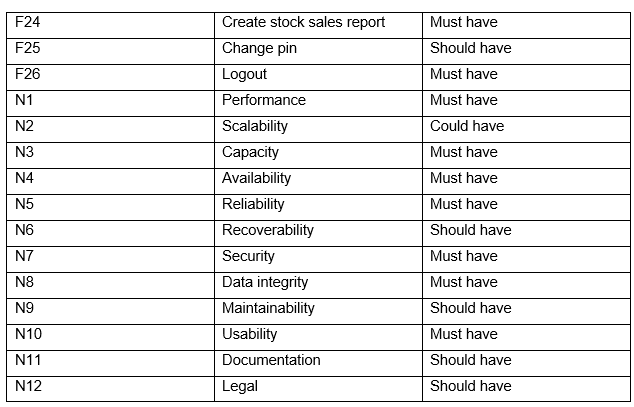 F24 Create stock sales report Must have
F25 Change pin Should have
F26 Logout Must have
N1 Performance Must have
N2 Scalability Could have
N3 Capacity Must have
N4 Availability Must have
N5 Reliability Must have
N6 Recoverability Should have
N7 Security Must have
N8 Data integrity Must have
N9 Maintainability Should have
N10 Usability Must have
N11 Documentation Should have
N12 Legal Should have